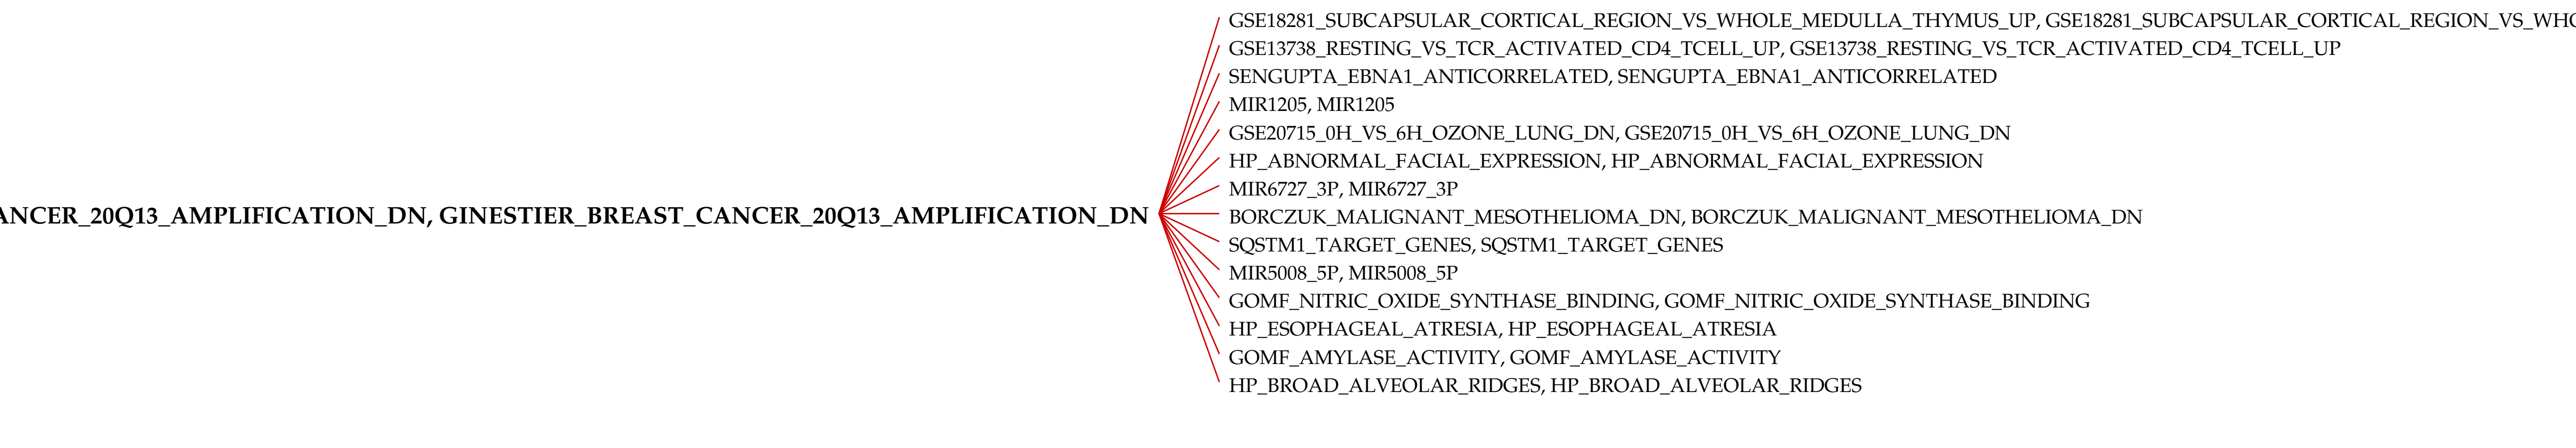 GSE18281_SUBCAPSULAR_CORTICAL_REGION_VS_WHOLE_MEDULLA_THYMUS_UP, GSE18281_SUBCAPSULAR_CORTICAL_REGION_VS_WHO
GSE13738_RESTING_VS_TCR_ACTIVATED_CD4_TCELL_UP, GSE13738_RESTING_VS_TCR_ACTIVATED_CD4_TCELL_UP
SENGUPTA_EBNA1_ANTICORRELATED, SENGUPTA_EBNA1_ANTICORRELATED
MIR1205, MIR1205
GSE20715_0H_VS_6H_OZONE_LUNG_DN, GSE20715_0H_VS_6H_OZONE_LUNG_DN
HP_ABNORMAL_FACIAL_EXPRESSION, HP_ABNORMAL_FACIAL_EXPRESSION
MIR6727_3P, MIR6727_3P
ANCER_20Q13_AMPLIFICATION_DN, GINESTIER_BREAST_CANCER_20Q13_AMPLIFICATION_DN
BORCZUK_MALIGNANT_MESOTHELIOMA_DN, BORCZUK_MALIGNANT_MESOTHELIOMA_DN
SQSTM1_TARGET_GENES, SQSTM1_TARGET_GENES
MIR5008_5P, MIR5008_5P
GOMF_NITRIC_OXIDE_SYNTHASE_BINDING, GOMF_NITRIC_OXIDE_SYNTHASE_BINDING
HP_ESOPHAGEAL_ATRESIA, HP_ESOPHAGEAL_ATRESIA
GOMF_AMYLASE_ACTIVITY, GOMF_AMYLASE_ACTIVITY
HP_BROAD_ALVEOLAR_RIDGES, HP_BROAD_ALVEOLAR_RIDGES